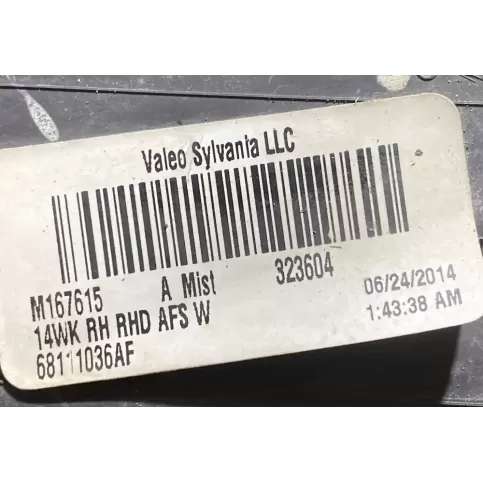 Valeo Sylvania LLC
M167615 A Mist 323604 06/24/2014
14WK RH RHD AFS W 1:43:38 AM
68111036AF